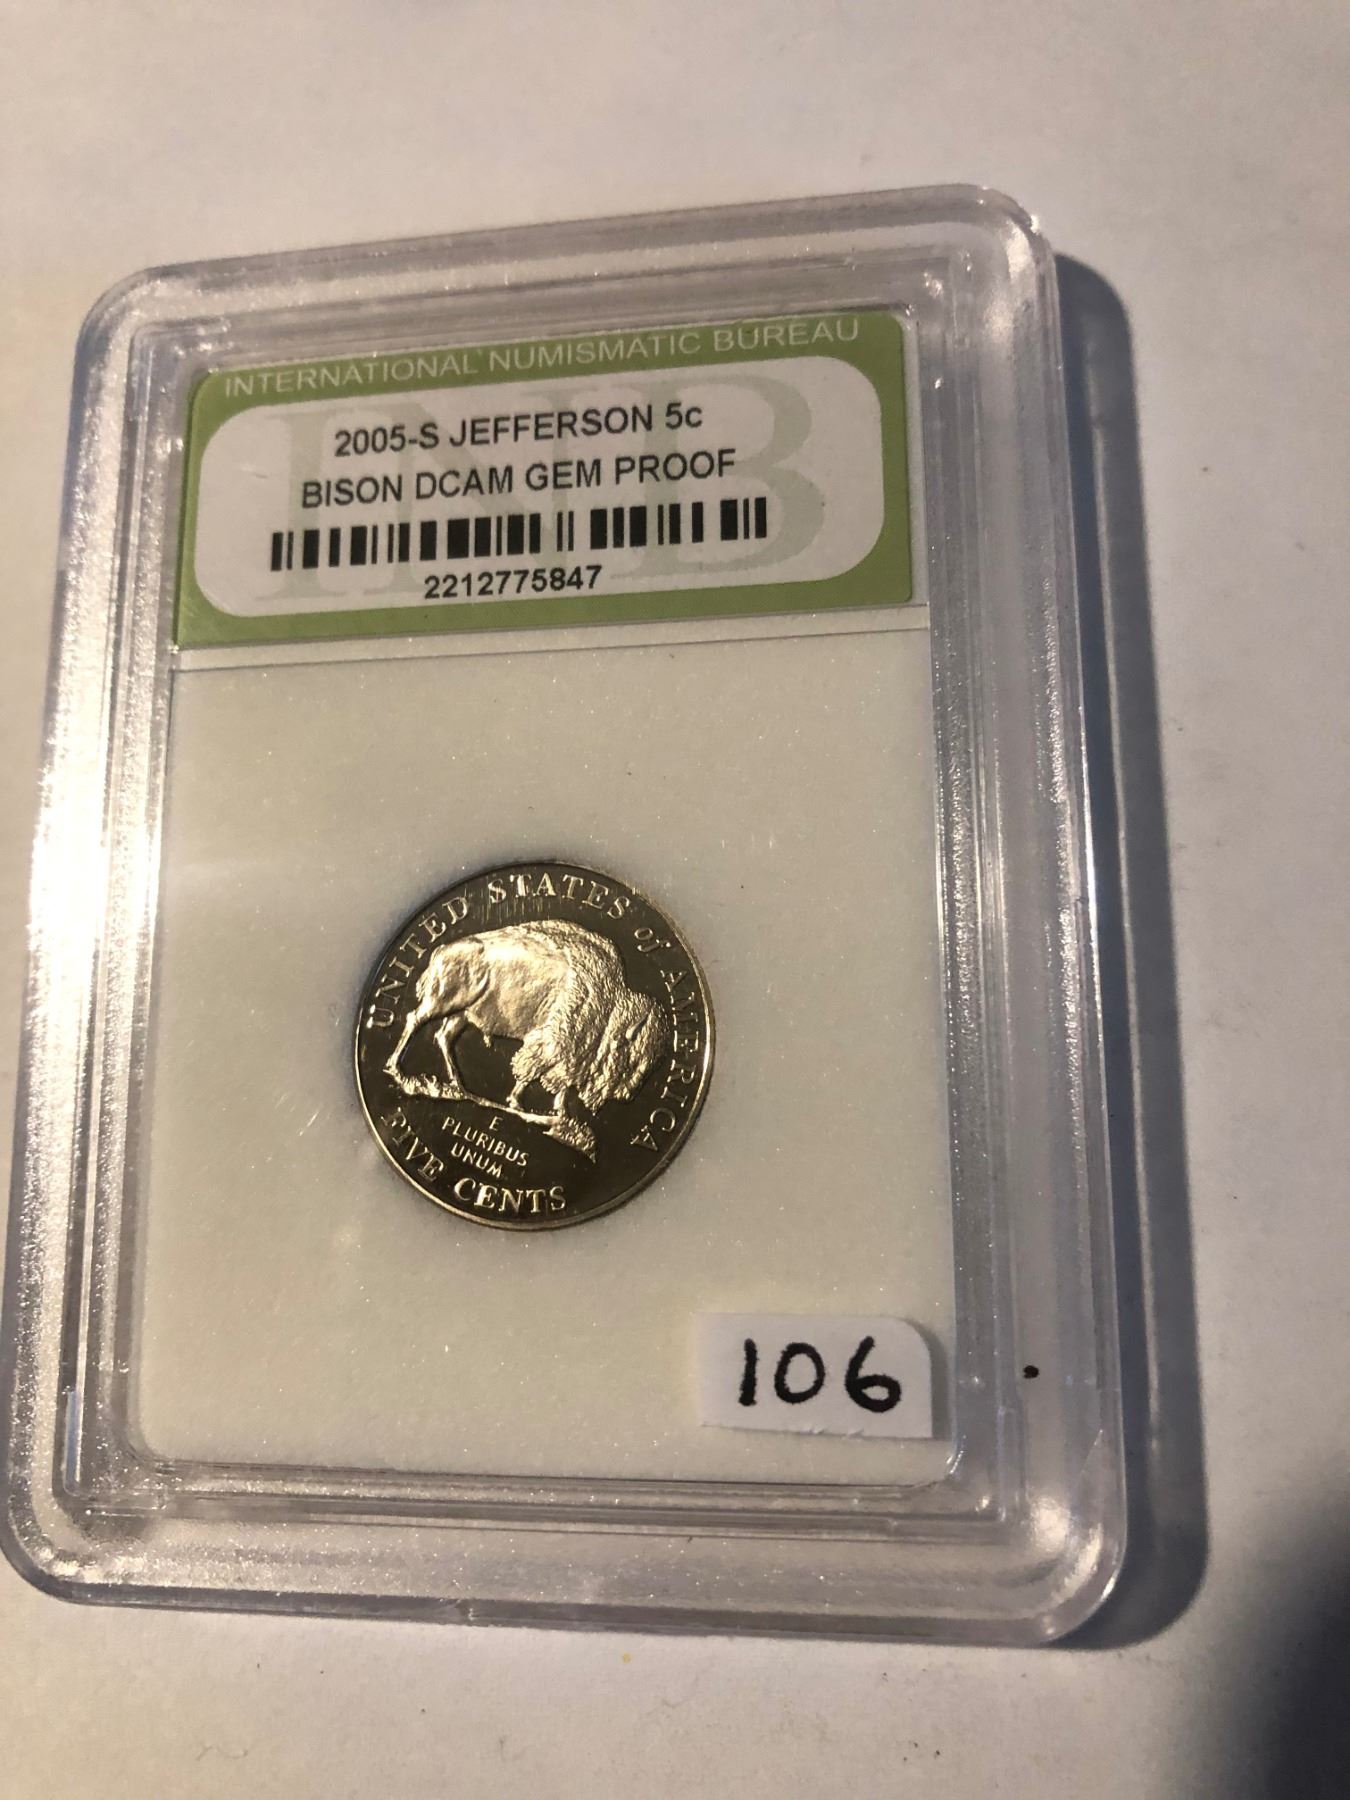 INTERNATIONAL NUMISMATIC BUREAU
INB
2005-S JEFFERSON 5c
BISON DCAM GEM PROOF
2212775847
UNITED STATES of AMERICA
E
PLURIBUS
UNUM
FIVE CENTS
106